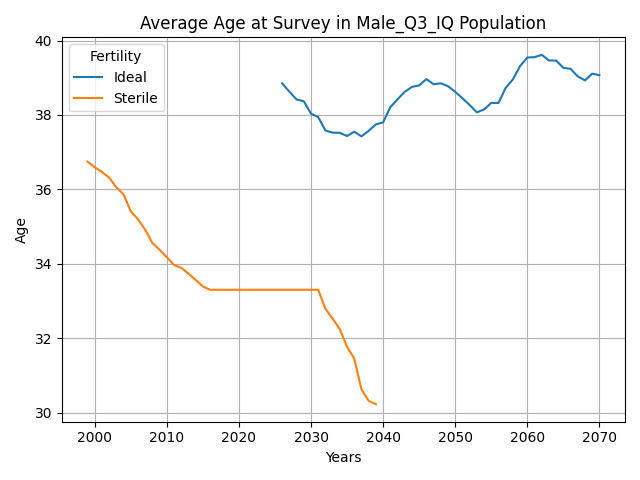 Average Age at Survey in Male_Q3_IQ Population
Fertility
Ideal
Sterile
Age
40
38
36
34
32
30
2000 2010 2020 2030 2040 2050 2060 2070
Years